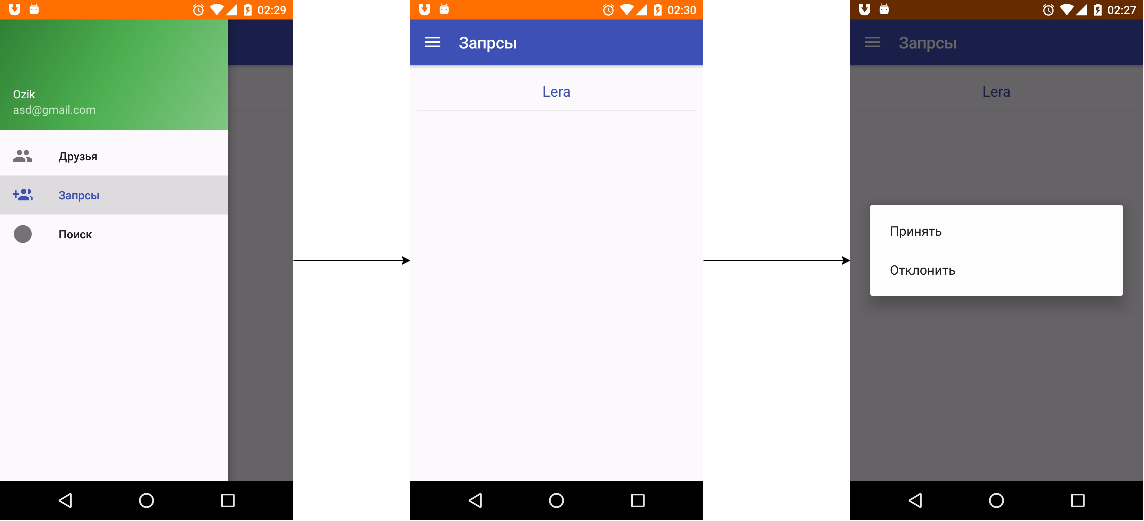 02:29
Ozik
asd@gmail.com
Друзья
Запрсы
Поиск
02:30
Запрсы
Lera
02:27
Запрсы
Lera
Принять
Отклонить